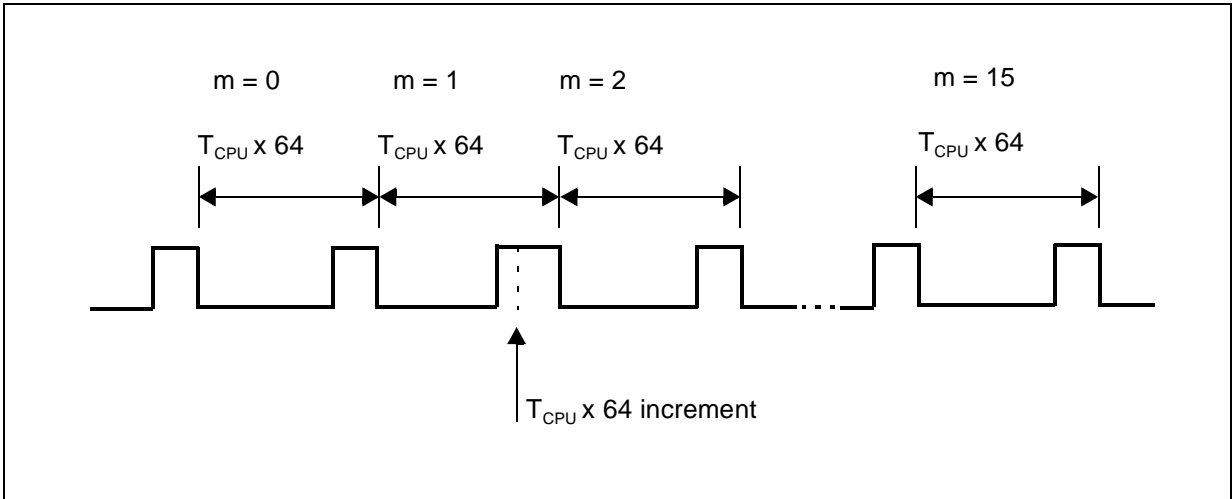 m = 0 m = 1 m = 2 m = 15
TCPU x 64 TCPU x 64 TCPU x 64 TCPU x 64
TCPU x 64 increment